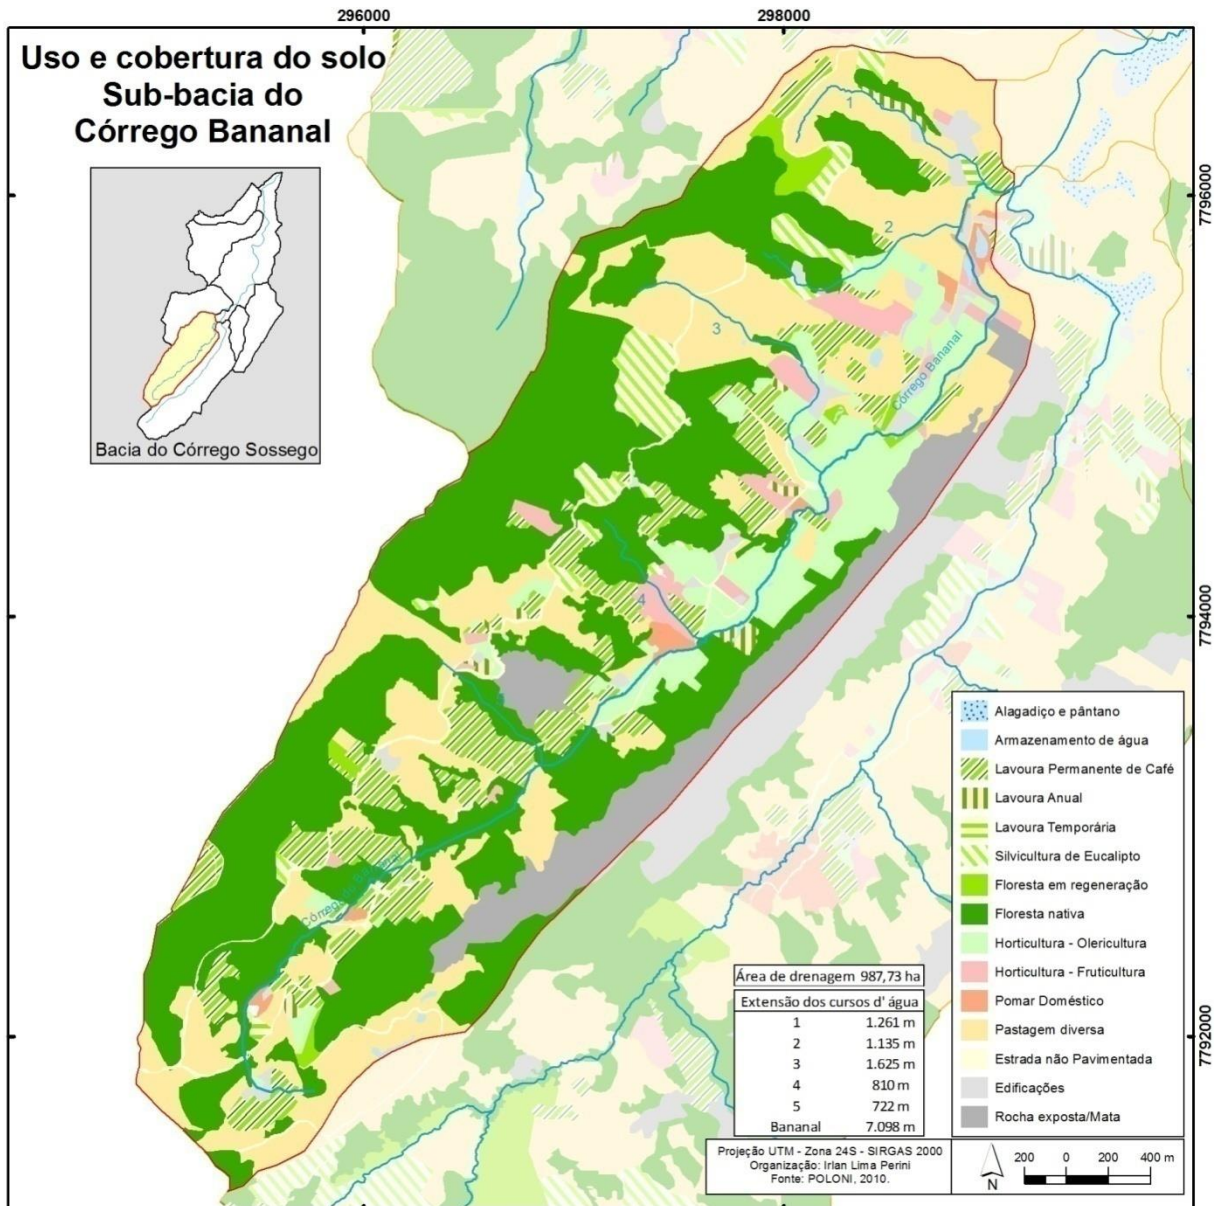 296000
298000
Uso e cobertura do solo
Sub-bacia do
Córrego Bananal
Bacia do Córrego Sossego
7796000
7794000
7792000
1
2
3
4
Córrego Bananal
Alagadiço e pântano
Armazenamento de água
Lavoura Permanente de Café
Lavoura Anual
Lavoura Temporária
Silvicultura de Eucalipto
Floresta em regeneração
Floresta nativa
Horticultura - Olericultura
Horticultura - Fruticultura
Pomar Doméstico
Pastagem diversa
Estrada não Pavimentada
Edificações
Rocha exposta/Mata
Área de drenagem 987,73 ha
Extensão dos cursos d' água
1 1.261 m
2 1.135 m
3 1.625 m
4 810 m
5 722 m
Bananal 7.098 m
Projeção UTM - Zona 24S - SIRGAS 2000
Organização: Irlan Lima Perini
Fonte: POLONI, 2010.
N
200 0 200 400 m